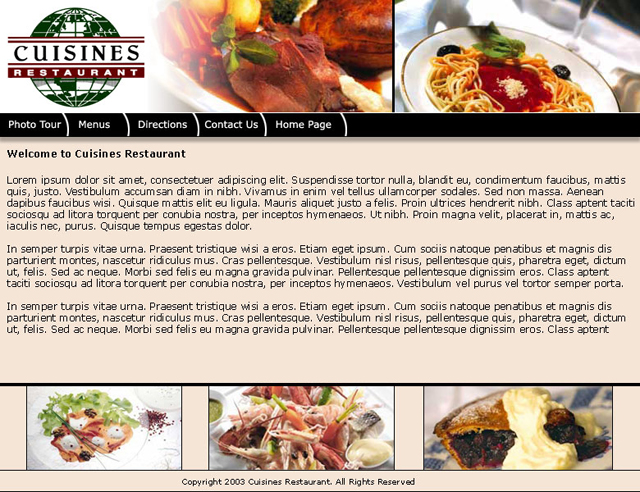 CUISINES
RESTAURANT
Photo Tour Menus Directions Contact Us Home Page
Welcome to Cuisines Restaurant
Lorem ipsum dolor sit amet, consectetuer adipiscing elit. Suspendisse tortor nulla, blandit eu, condimentum faucibus, mattis
quis, justo. Vestibulum accumsan diam in nibh. Vivamus in enim vel tellus ullamcorper sodales. Sed non massa. Aenean
dapibus faucibus wisi. Quisque mattis elit eu ligula. Mauris aliquet justo a felis. Proin ultrices hendrerit nibh. Class aptent taciti
sociosqu ad litora torquent per conubia nostra, per inceptos hymenaeos. Ut nibh. Proin magna velit, placerat in, mattis ac,
iaculis nec, purus. Quisque tempus egestas dolor.
In semper turpis vitae urna. Praesent tristique wisi a eros. Etiam eget ipsum. Cum sociis natoque penatibus et magnis dis
parturient montes, nascetur ridiculus mus. Cras pellentesque. Vestibulum nisl risus, pellentesque quis, pharetra eget, dictum
ut, felis. Sed ac neque. Morbi sed felis eu magna gravida pulvinar. Pellentesque pellentesque dignissim eros. Class aptent
taciti sociosqu ad litora torquent per conubia nostra, per inceptos hymenaeos. Vestibulum vel purus vel tortor semper porta.
In semper turpis vitae urna. Praesent tristique wisi a eros. Etiam eget ipsum. Cum sociis natoque penatibus et magnis dis
parturient montes, nascetur ridiculus mus. Cras pellentesque. Vestibulum nisl risus, pellentesque quis, pharetra eget, dictum
ut, felis. Sed ac neque. Morbi sed felis eu magna gravida pulvinar. Pellentesque pellentesque dignissim eros. Class aptent
Copyright 2003 Cuisines Restaurant. All Rights Reserved